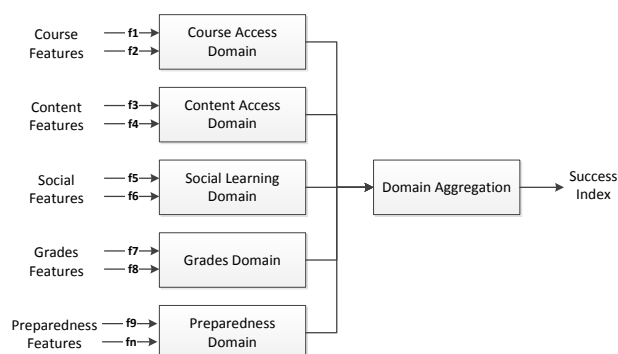 Course
Features
f1
f2
Course Access
Domain
Content
Features
f3
f4
Content Access
Domain
Social
Features
f5
f6
Social Learning
Domain
Domain Aggregation
Success
Index
Grades
Features
f7
f8
Grades Domain
Preparedness
Features
f9
fn
Preparedness
Domain